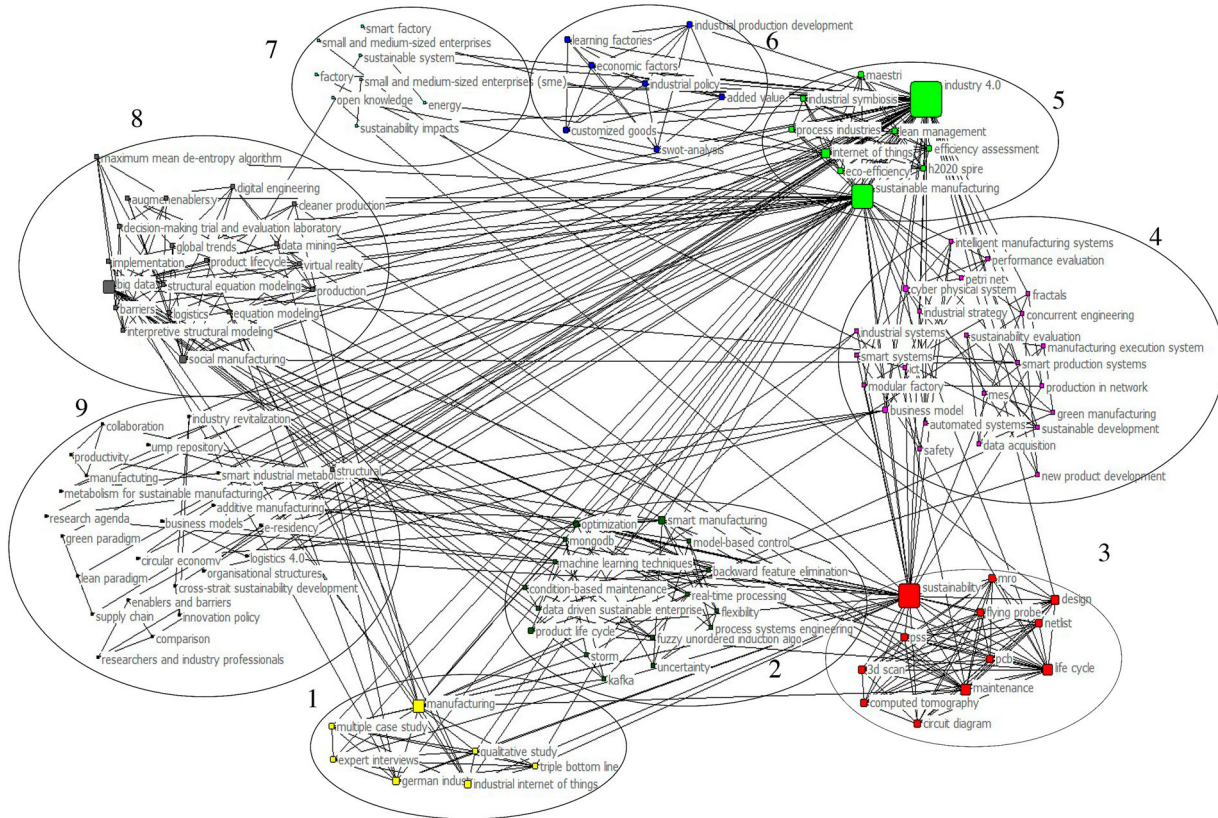 7
smart factory
small and medium-sized enterprises
sustainable system
factory
small and medium-sized enterprises (sme)
open knowledge
energy
sustainability impacts
6
industrial production development
learning factories
economic factors
industrial policy
added value
customized goods
swot-analysis
5
maestri
industry 4.0
industrial symbiosis
process industries
lean management
internet of things
efficiency assessment
eco-efficiency
h2020 spire
sustainable manufacturing
8
maximum mean de-entropy algorithm
digital engineering
cleaner production
decision-making trial and evaluation laboratory
global trends
data mining
implementation
product lifecycle
virtual reality
big data
structural equation modeling
production
barriers
logistics
equation modeling
interpretive structural modeling
social manufacturing
4
intelligent manufacturing systems
performance evaluation
petri net
cyber physical system
fractals
industrial strategy
concurrent engineering
industrial systems
sustainability evaluation
manufacturing execution system
smart systems
smart production systems
ict
modular factory
mes
production in network
business model
green manufacturing
automated systems
sustainable development
data acquisition
safety
new product development
9
industry revitalization
collaboration
ump repository
productivity
manufactuting
smart industrial metabol...
structural
metabolism for sustainable manufacturing
additive manufacturing
research agenda
business models
e-residency
green paradigm
circular economy
logistics 4.0
lean paradigm
organisational structures
cross-strait sustainability development
enablers and barriers
supply chain
innovation policy
comparison
researchers and industry professionals
optimization
smart manufacturing
mongodb
model-based control
machine learning techniques
backward feature elimination
condition-based maintenance
real-time processing
data driven sustainable enterprise
flexibility
product life cycle
process systems engineering
fuzzy unordered induction algo
storm
uncertainty
kafka
2
3
sustainability
mro
design
flying probe
netlist
pss
pcb
3d scan
life cycle
maintenance
computed tomography
circuit diagram
1
manufacturing
multiple case study
qualitative study
expert interviews
triple bottom line
german indust
industrial internet of things